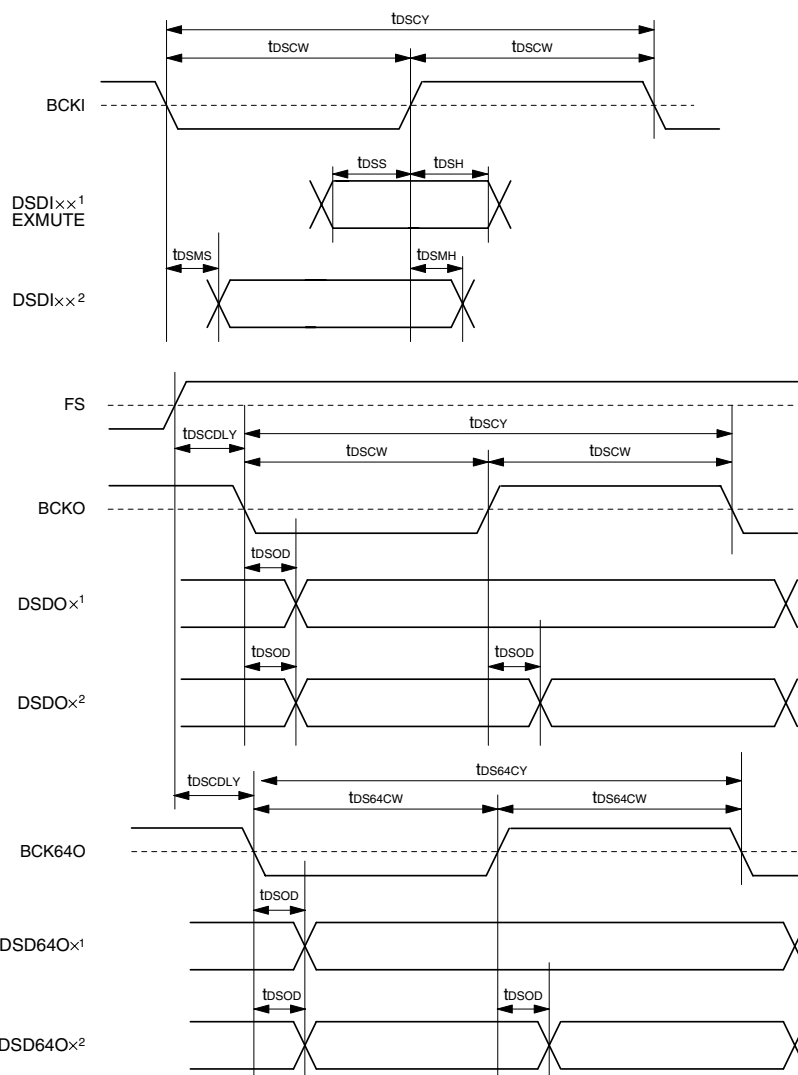 tDSCY
tDSCW tDSCW
BCKI
tDSS tDSH
DSDI××1
EXMUTE
tDSMS tDSMH
DSDI××2
FS
tDSCDLY tDSCY
tDSCW tDSCW
BCKO
tDSOD
DSDO×1
tDSOD tDSOD
DSDO×2
tDSCDLY tDS64CY
tDS64CW tDS64CW
BCK64O
tDSOD
DSD64O×1
tDSOD tDSOD
DSD64O×2